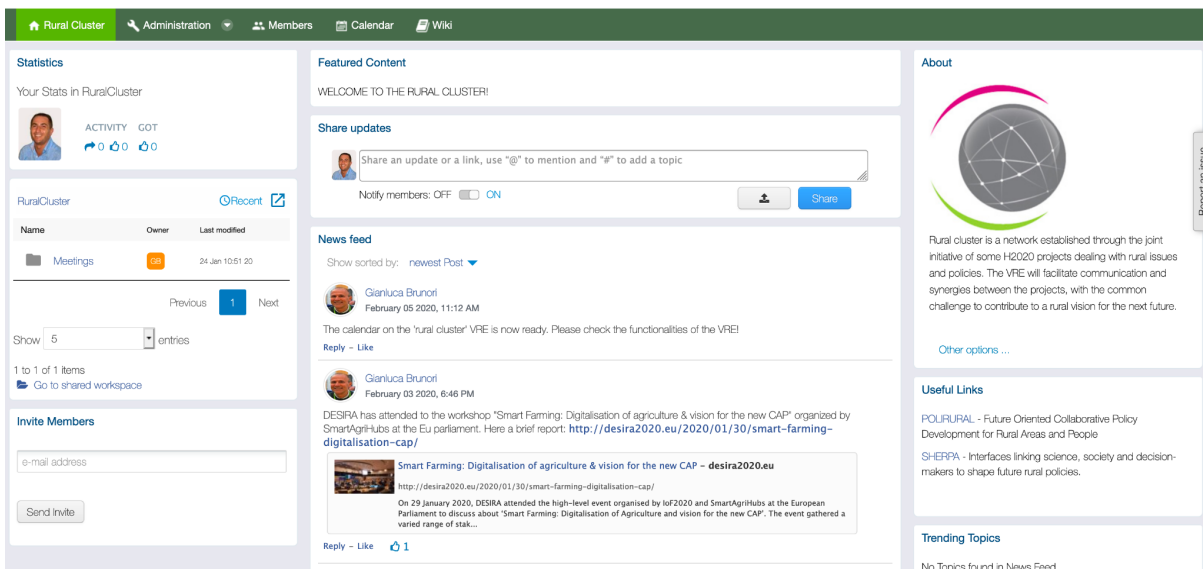 Rural Cluster
Administration
Members
Calendar
Wiki
Statistics
Your Stats in RuralCluster
ACTIVITY GOT
0 0 0
RuralCluster
Recent
Name Owner Last modified
Meetings GB 24 Jan 10:51 20
Previous 1 Next
Show 5 entries
1 to 1 of 1 items
Go to shared workspace
Invite Members
e-mail address
Send Invite
Featured Content
WELCOME TO THE RURAL CLUSTER!
Share updates
Share an update or a link, use "@" to mention and "#" to add a topic
Notify members: OFF ON
Share
News feed
Show sorted by: newest Post
Gianluca Brunori
February 05 2020, 11:12 AM
The calendar on the 'rural cluster' VRE is now ready. Please check the functionalities of the VRE!
Reply - Like
Gianluca Brunori
February 03 2020, 6:46 PM
DESIRA has attended to the workshop "Smart Farming: Digitalisation of agriculture & vision for the new CAP" organized by
SmartAgriHubs at the Eu parliament. Here a brief report: http://desira2020.eu/2020/01/30/smart-farming-
digitalisation-cap/
Smart Farming: Digitalisation of agriculture & vision for the new CAP - desira2020.eu
http://desira2020.eu/2020/01/30/smart-farming-digitalisation-cap/
On 29 January 2020, DESIRA attended the high-level event organised by IoF2020 and SmartAgriHubs at the European
Parliament to discuss about 'Smart Farming: Digitalisation of Agriculture and vision for the new CAP'. The event gathered a
varied range of stak...
Reply - Like 1
About
Rural cluster is a network established through the joint
initiative of some H2020 projects dealing with rural issues
and policies. The VRE will facilitate communication and
synergies between the projects, with the common
challenge to contribute to a rural vision for the next future.
Other options ...
Useful Links
POLIRURAL - Future Oriented Collaborative Policy
Development for Rural Areas and People
SHERPA - Interfaces linking science, society and decision-
makers to shape future rural policies.
Trending Topics
No Topics found in News Feed
Report an issue